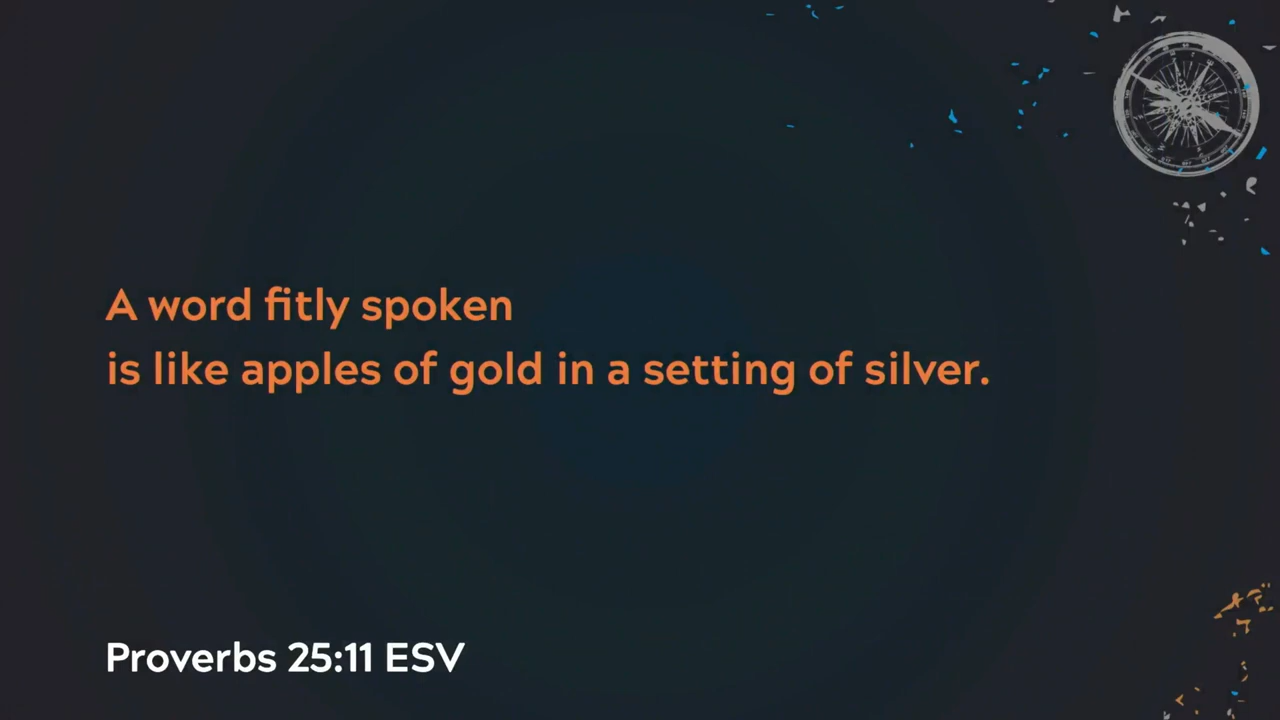 A word fitly spoken
is like apples of gold in a setting of silver.
Proverbs 25:11 ESV